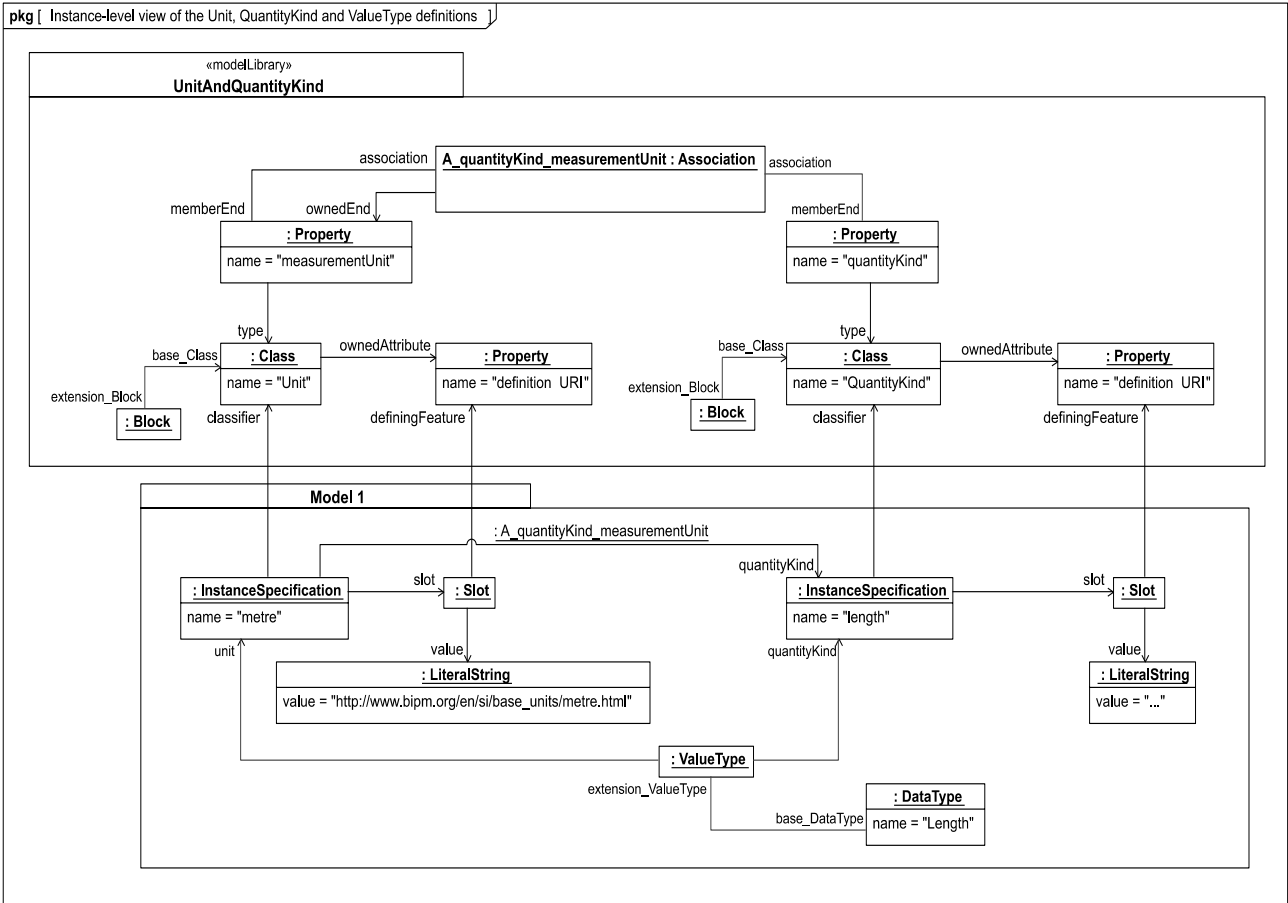 pkg [ Instance-level view of the Unit, QuantityKind and ValueType definitions ]
«modelLibrary»
UnitAndQuantityKind
association
A_quantityKind_measurementUnit : Association
association
memberEnd
ownedEnd
memberEnd
: Property
name = "measurementUnit"
: Property
name = "quantityKind"
type
type
base_Class
: Class
name = "Unit"
ownedAttribute
: Property
name = "definition URI"
base_Class
: Class
name = "QuantityKind"
ownedAttribute
: Property
name = "definition URI"
extension_Block
: Block
classifier
definingFeature
extension_Block
: Block
classifier
definingFeature
Model 1
: A_quantityKind_measurementUnit
quantityKind
: InstanceSpecification
name = "metre"
slot
: Slot
: InstanceSpecification
name = "length"
slot
: Slot
unit
value
quantityKind
value
: LiteralString
value = "http://www.bipm.org/en/si/base_units/metre.html"
: LiteralString
value = "..."
: ValueType
extension_ValueType
base_DataType
: DataType
name = "Length"